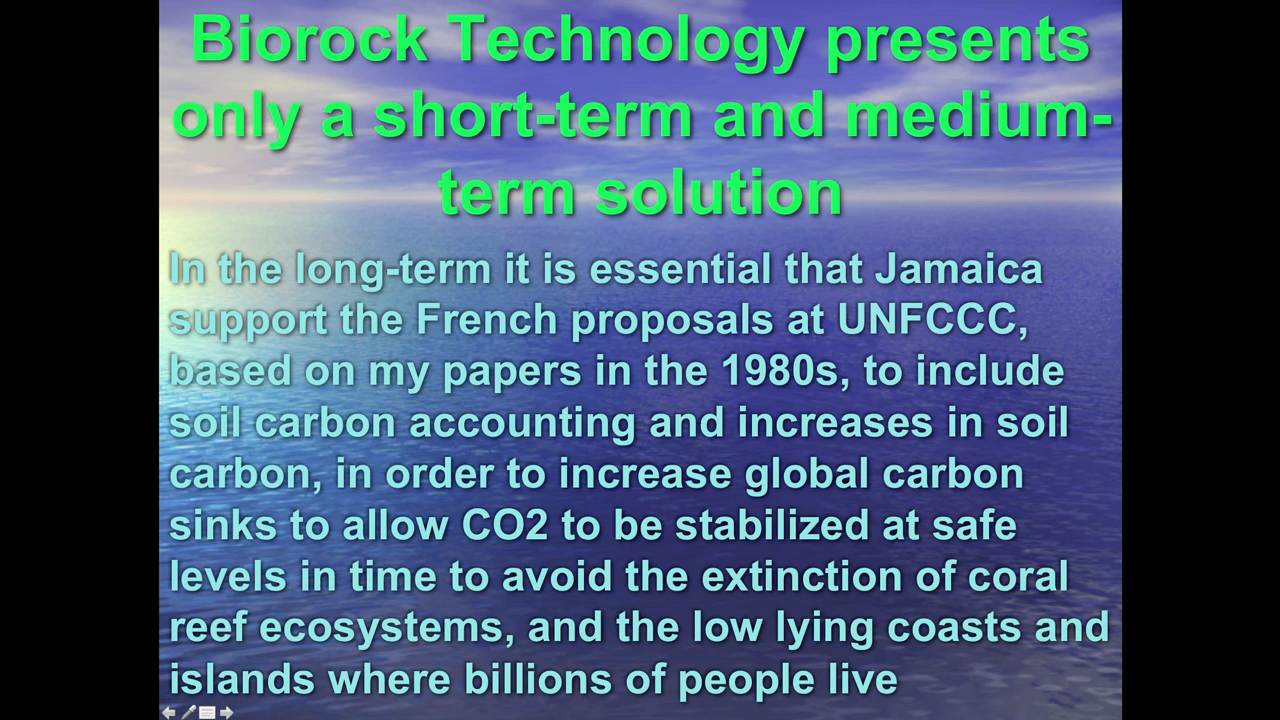 Biorock Technology presents
only a short-term and medium-
term solution
In the long-term it is essential that Jamaica
support the French proposals at UNFCCC,
based on my papers in the 1980s, to include
soil carbon accounting and increases in soil
carbon, in order to increase global carbon
sinks to allow CO2 to be stabilized at safe
levels in time to avoid the extinction of coral
reef ecosystems, and the low lying coasts and
islands where billions of people live